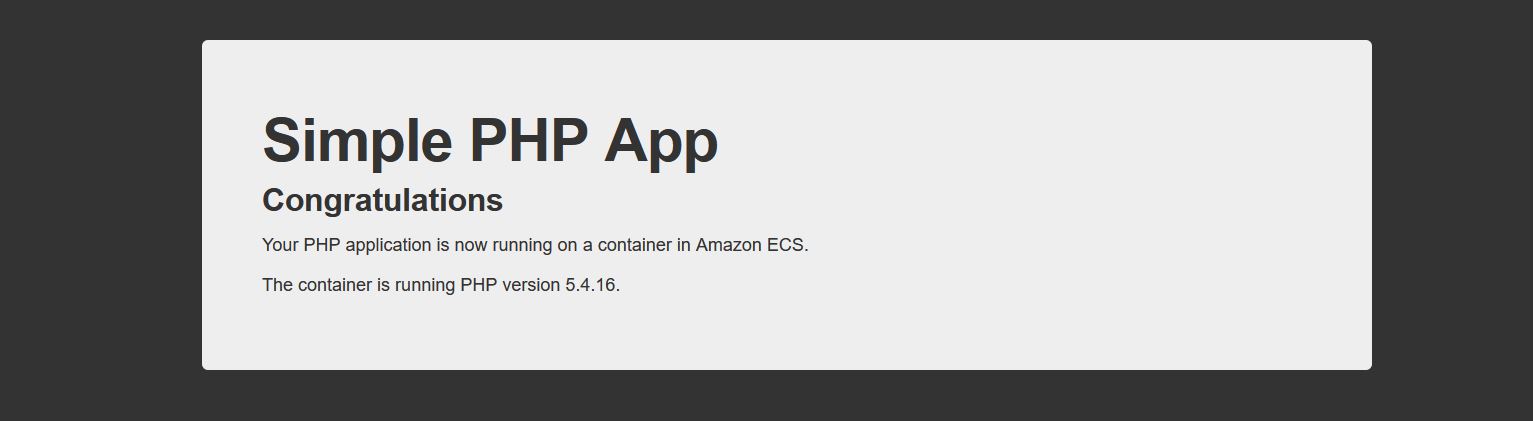 Simple PHP App
Congratulations
Your PHP application is now running on a container in Amazon ECS.
The container is running PHP version 5.4.16.